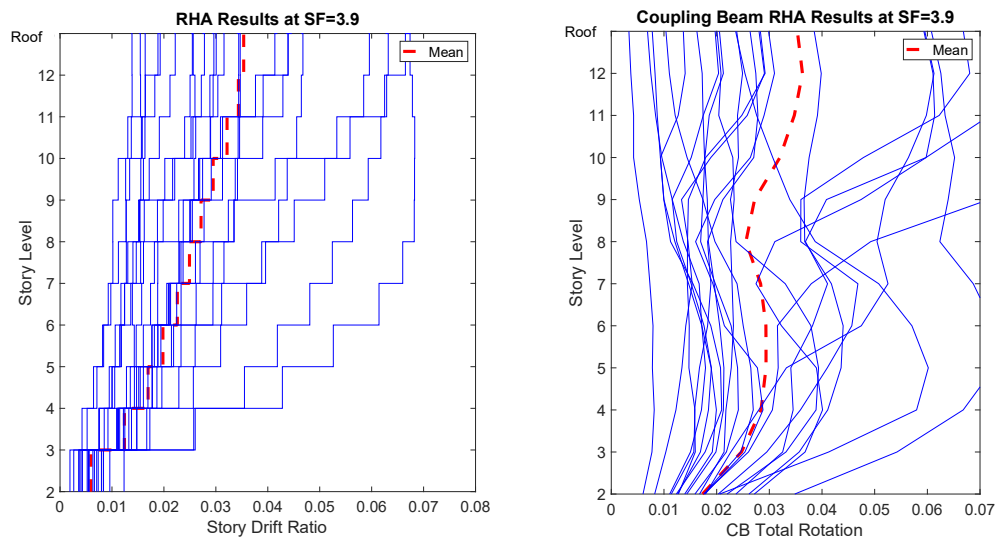 RHA Results at SF=3.9
Roof
12
11
10
9
8
7
6
5
4
3
2
Story Level
Mean
0 0.01 0.02 0.03 0.04 0.05 0.06 0.07 0.08
Story Drift Ratio
Coupling Beam RHA Results at SF=3.9
Roof
12
11
10
9
8
7
6
5
4
3
2
Story Level
Mean
0 0.01 0.02 0.03 0.04 0.05 0.06 0.07
CB Total Rotation